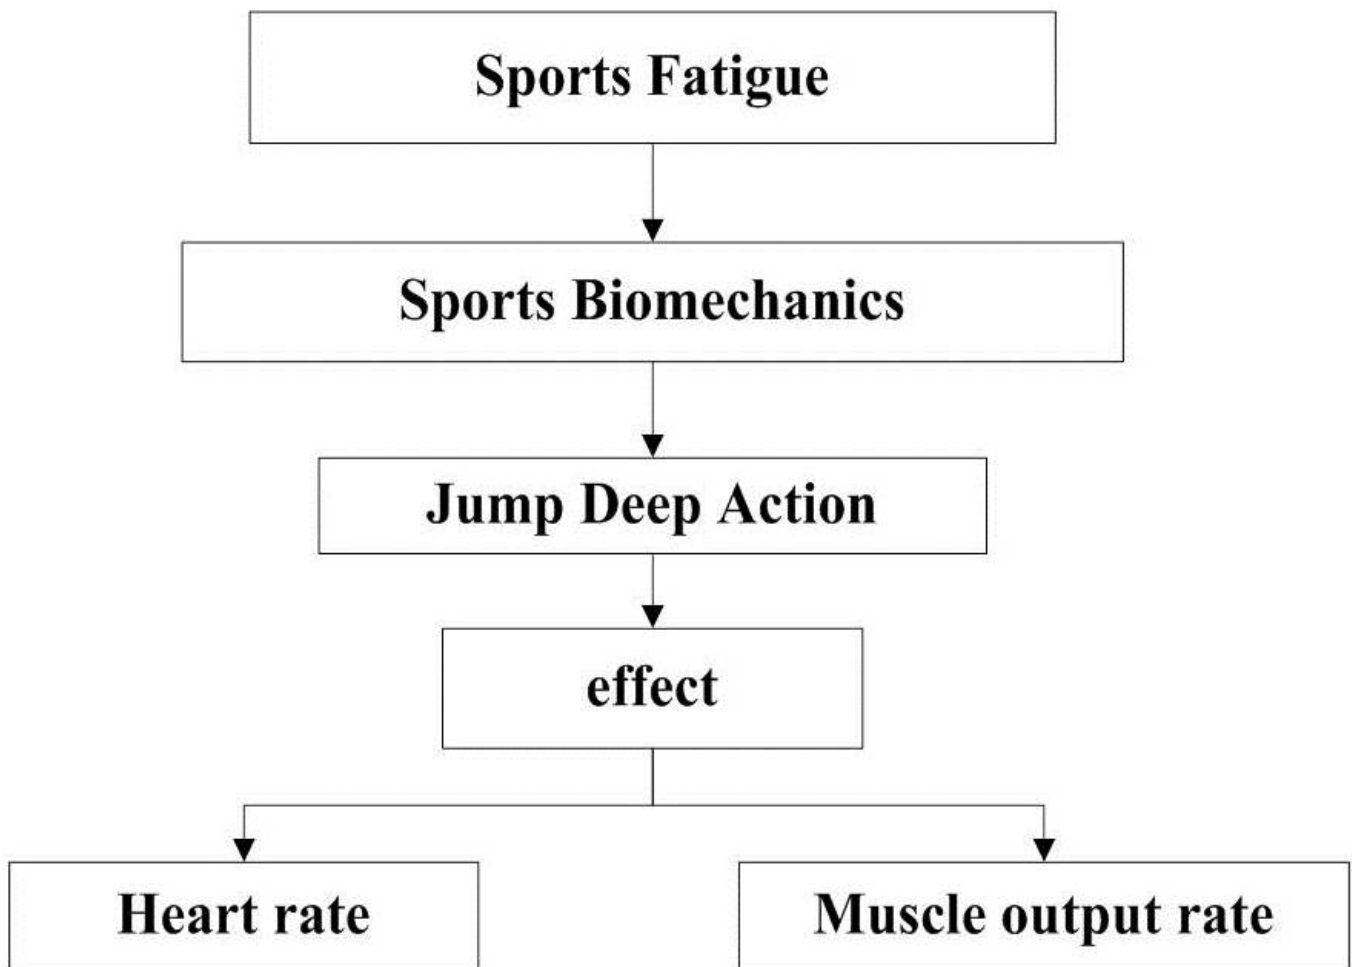 Sports Fatigue
Sports Biomechanics
Jump Deep Action
effect
Heart rate
Muscle output rate